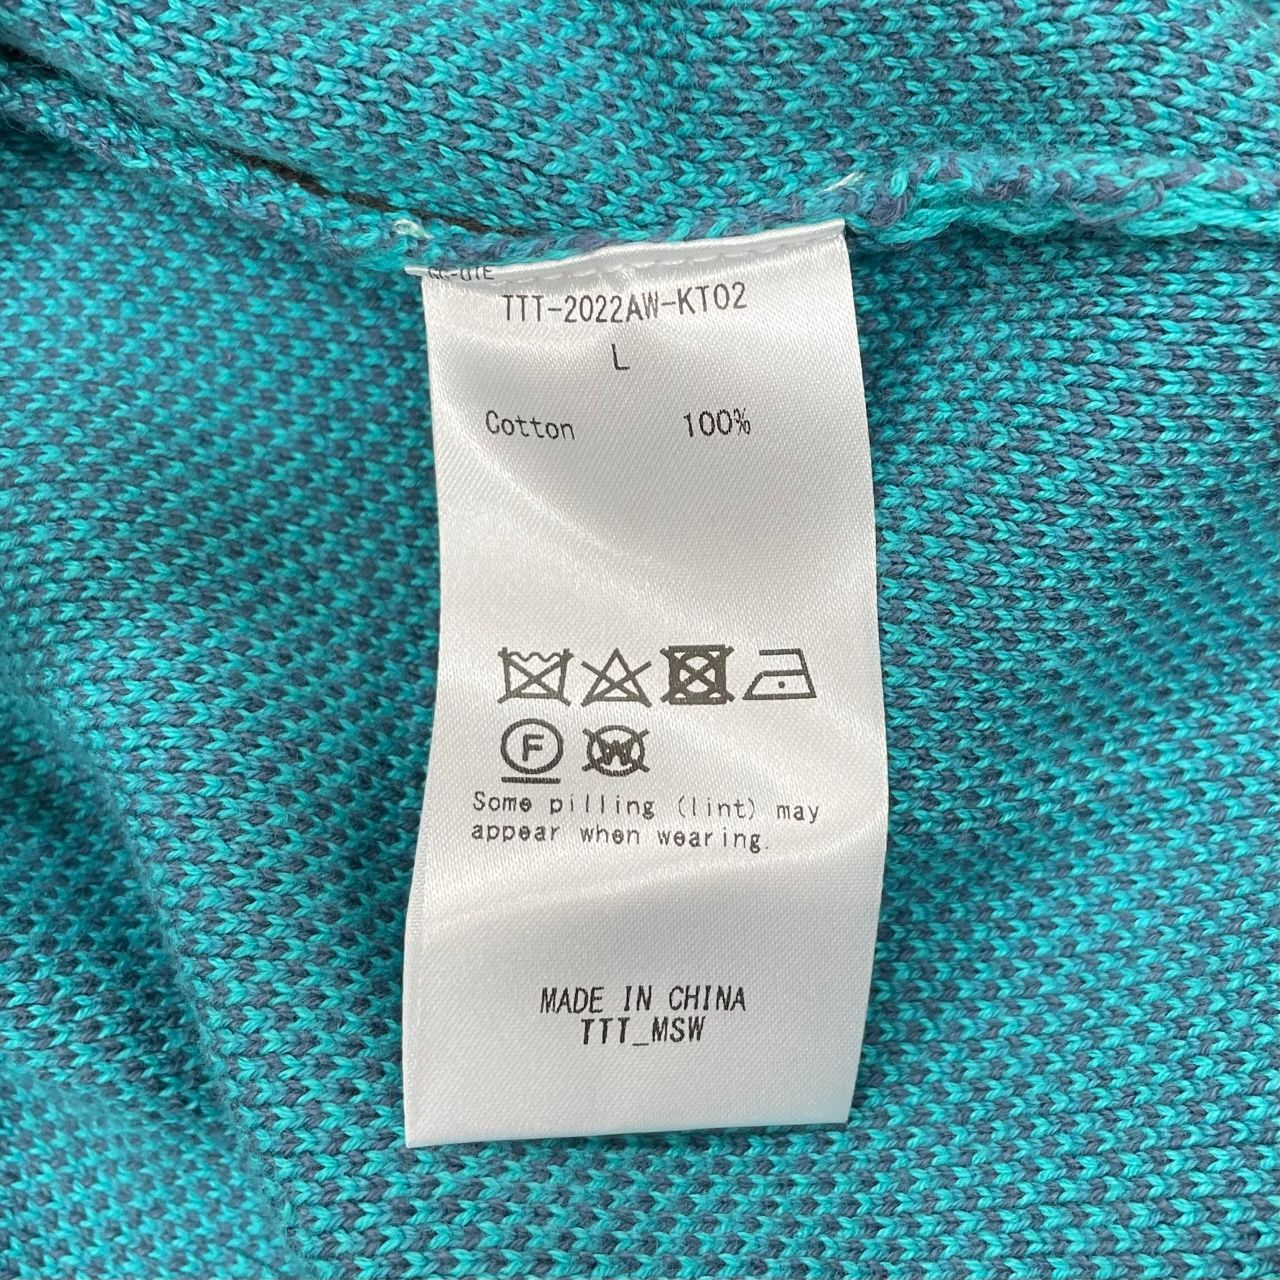 TTT-2022AW-KT02
L
Cotton 100%
F
W
Some pilling (lint) may
appear when wearing.
MADE IN CHINA
TTT_MSW